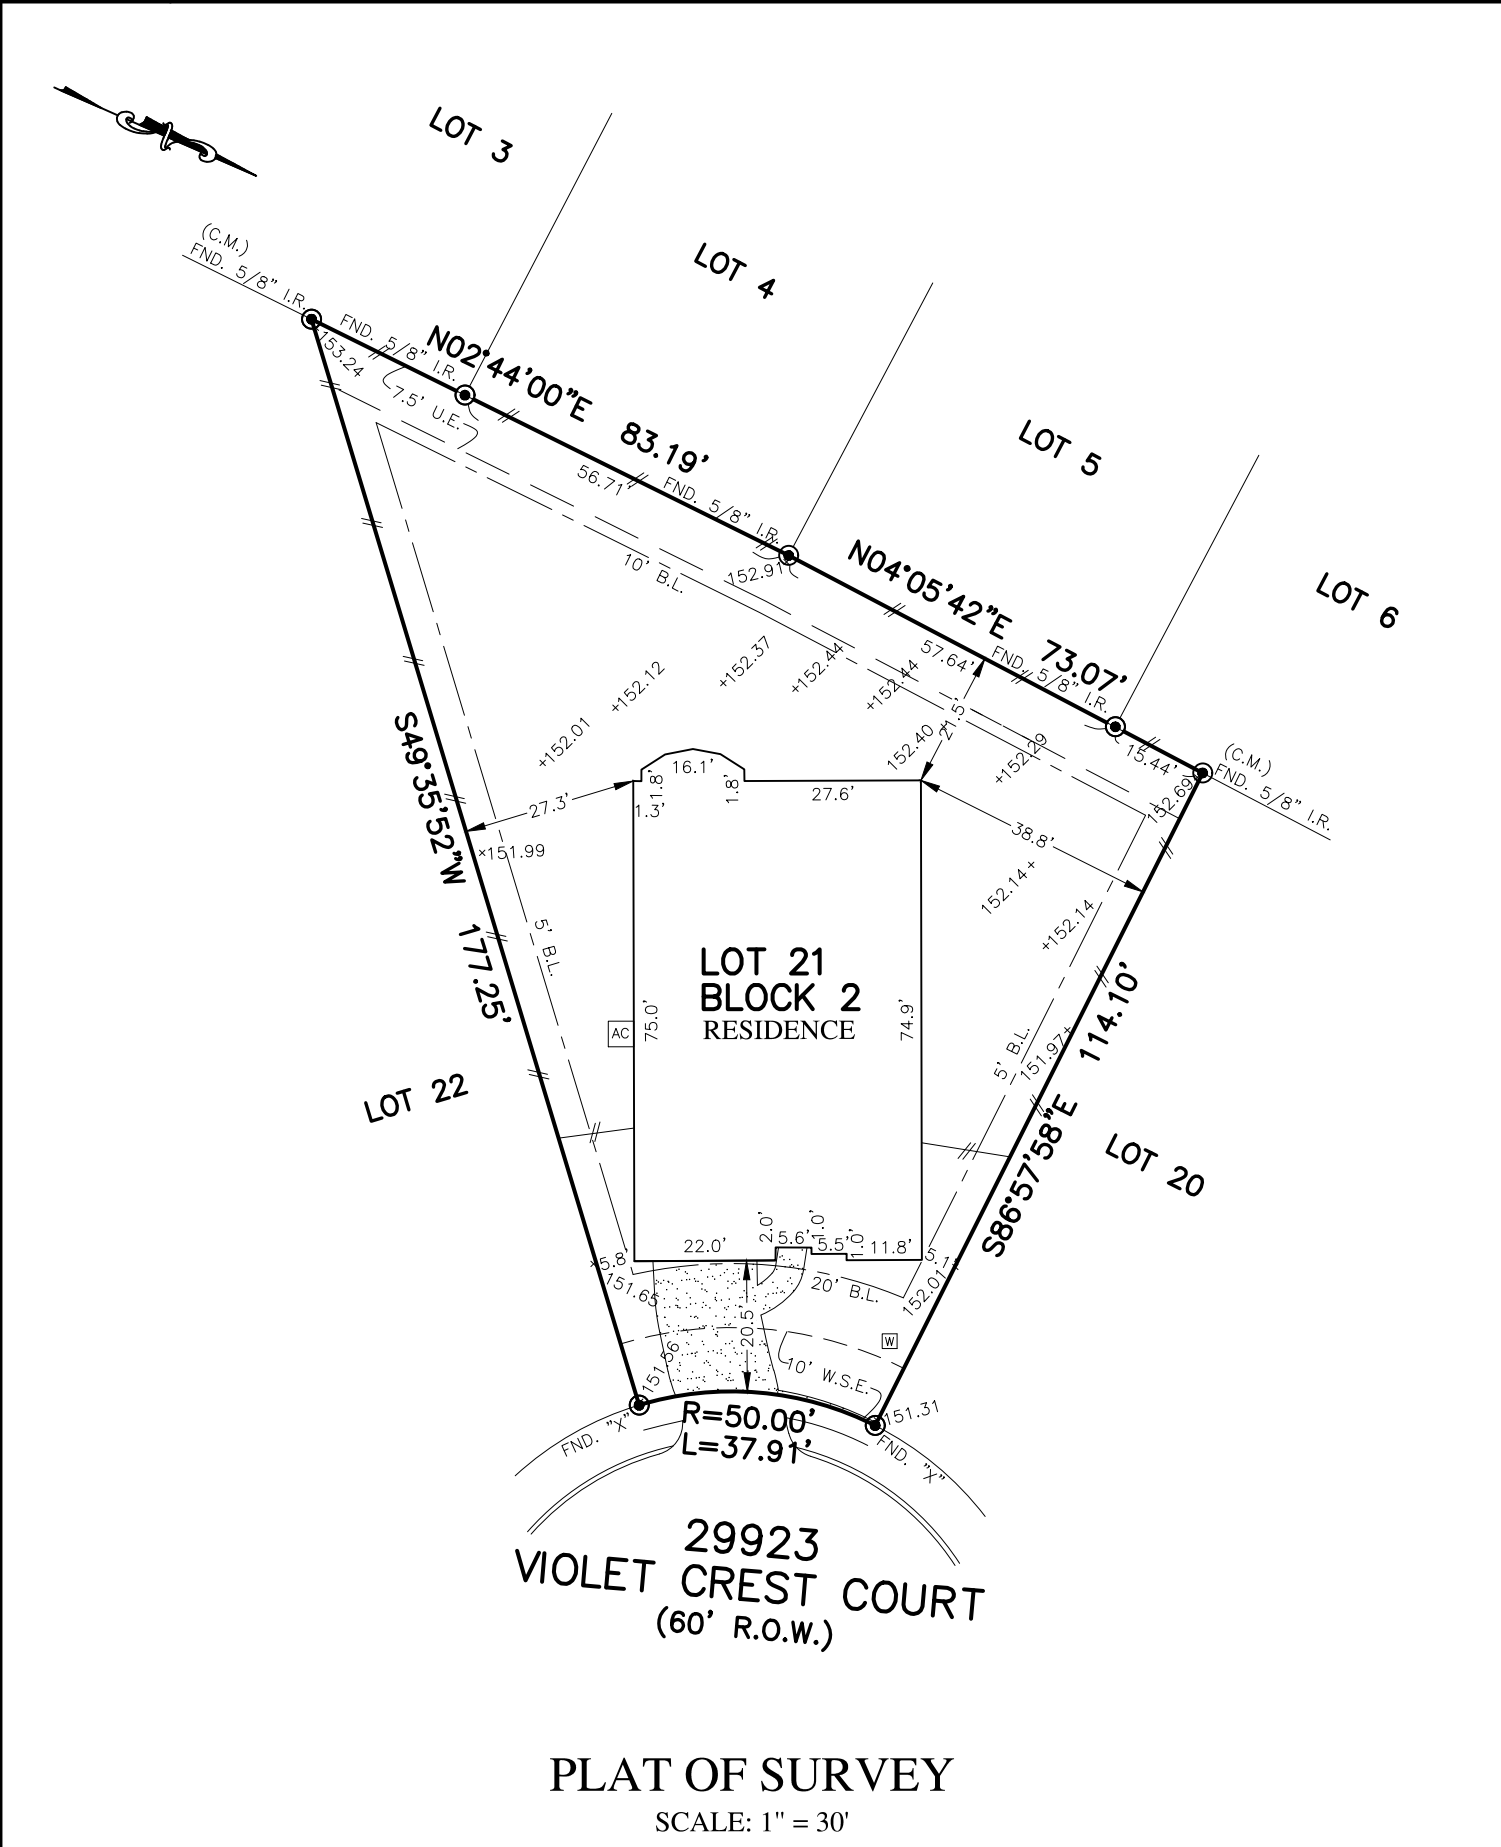 LOT 3
LOT 4
LOT 5
LOT 6
(C.M.)
FND. 5/8" I.R.
153.24
FND. 5/8" I.R.
N02°44'00"E 83.19'
7.5' U.E.
56.71'
FND. 5/8" I.R.
152.91
10' B.L.
N04°05'42"E 73.07'
57.64'
FND. 5/8" I.R.
15.44'
(C.M.)
FND. 5/8" I.R.
152.69
+152.01
+152.12
+152.37
+152.44
+152.44
152.40 +
21.5'
+152.29
S49°35'52"W 177.25'
27.3'
×151.99
1.8'
16.1'
1.8'
1.3'
27.6'
38.8'
152.14 +
+152.14
5' B.L.
LOT 21
BLOCK 2
RESIDENCE
AC
75.0'
74.9'
5' B.L.
151.97+
S86°57'58"E 114.10'
LOT 22
LOT 20
22.0'
2.0'
5.6'
1.0'
5.5'
1.0'
11.8'
5.8'
151.65
5.1'
152.01
20' B.L.
20.5
W
10' W.S.E.
151.56
151.31
R=50.00'
L=37.91'
FND. "X"
FND. "X"
29923
VIOLET CREST COURT
(60' R.O.W.)
PLAT OF SURVEY
SCALE: 1" = 30'